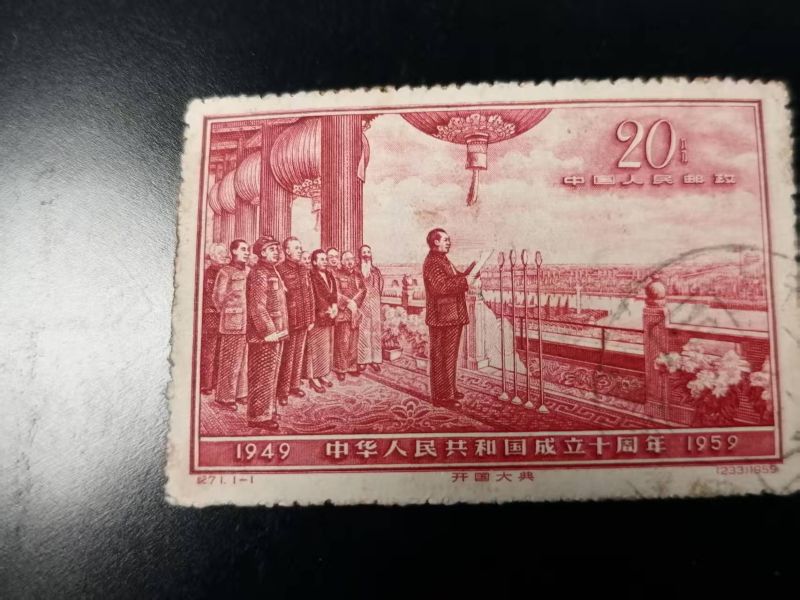 20分
中国人民邮政
1949 中华人民共和国成立十周年 1959
纪71.1-1 开国大典 (233)1959